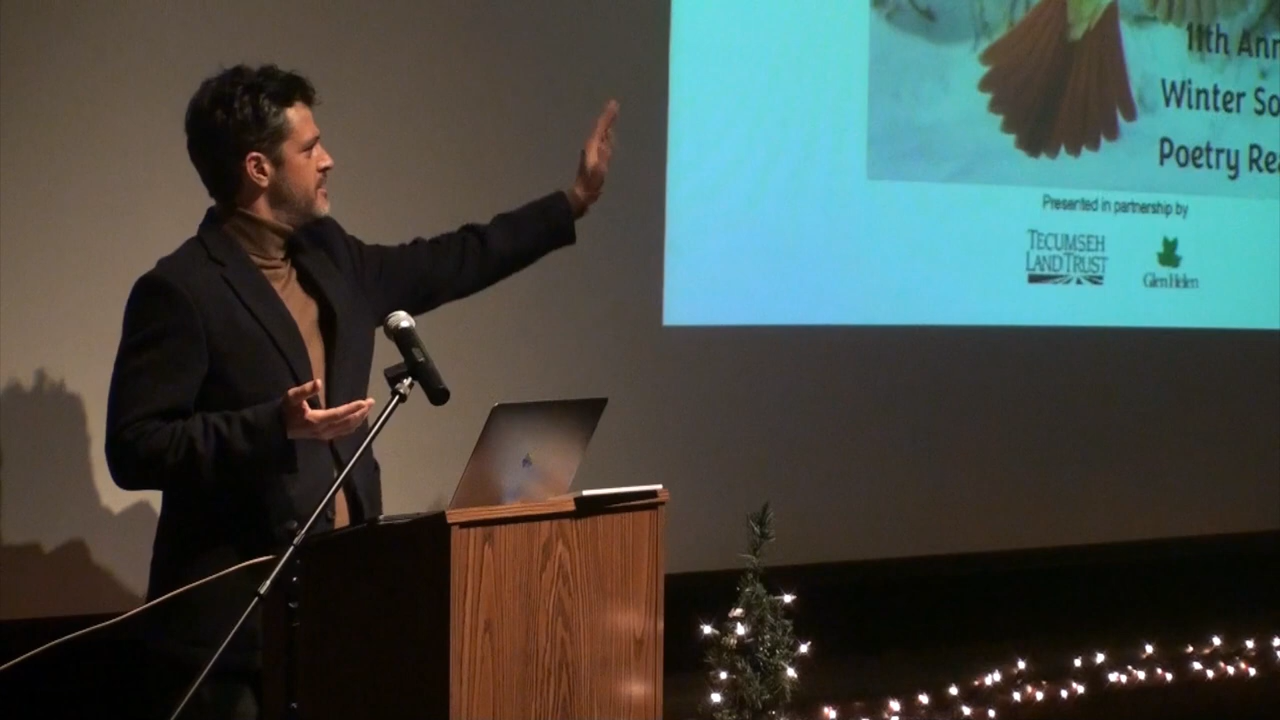 11th Ann
Winter So
Poetry Rea
Presented in partnership by
TECUMSEH
LAND TRUST
Glen Helen